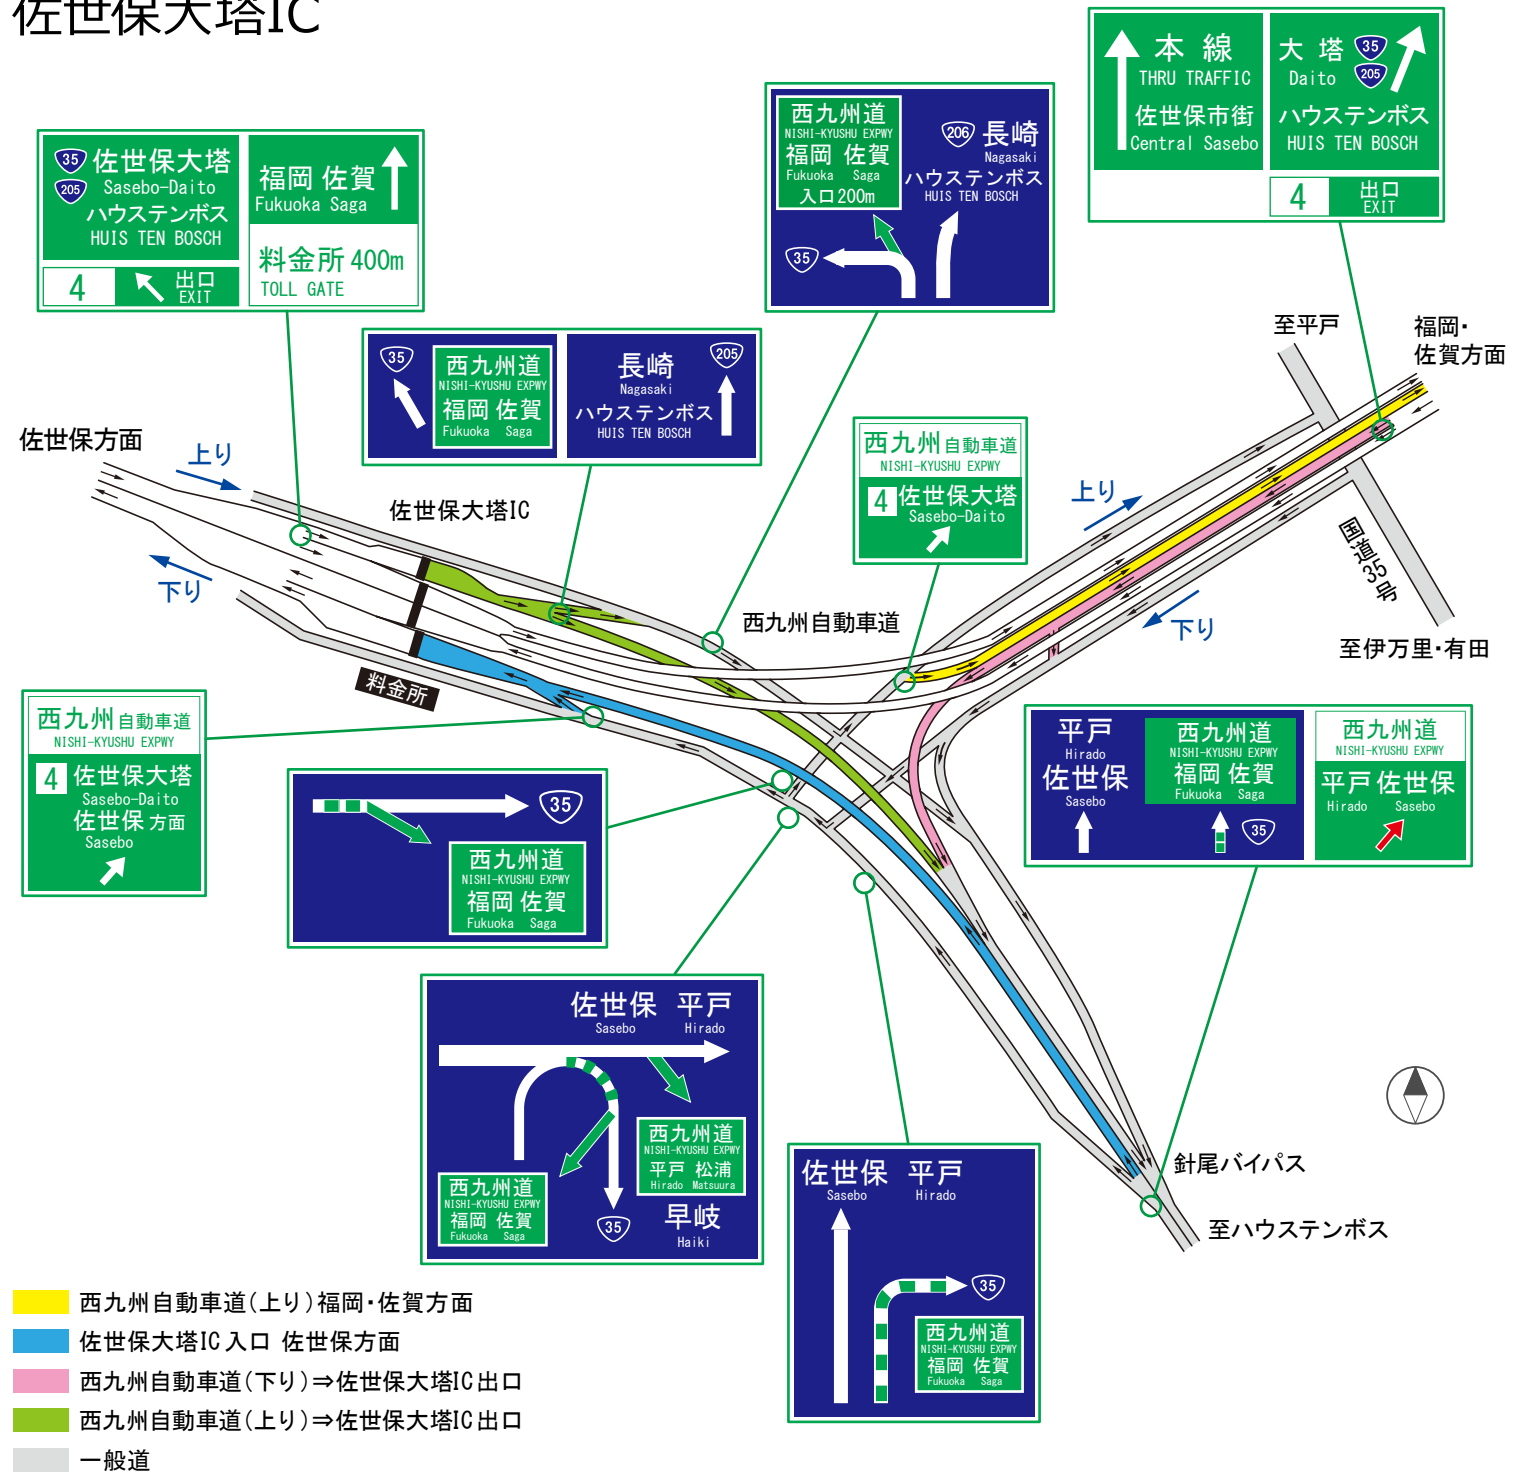 佐世保大塔IC
35 佐世保大塔
205 Sasebo-Daito
ハウステンボス
HUIS TEN BOSCH
4 出口
EXIT
福岡 佐賀
Fukuoka Saga
料金所 400m
TOLL GATE
西九州道
NISHI-KYUSHU EXPWY
福岡 佐賀
Fukuoka Saga
入口200m
206 長崎
Nagasaki
ハウステンボス
HUIS TEN BOSCH
35
本線
THRU TRAFFIC
佐世保市街
Central Sasebo
大塔 35
Daito 205
ハウステンボス
HUIS TEN BOSCH
4 出口
EXIT
35
西九州道
NISHI-KYUSHU EXPWY
福岡 佐賀
Fukuoka Saga
長崎 205
Nagasaki
ハウステンボス
HUIS TEN BOSCH
至平戸
福岡・
佐賀方面
佐世保方面
上り
下り
佐世保大塔IC
西九州自動車道
NISHI-KYUSHU EXPWY
4 佐世保大塔
Sasebo-Daito
上り
下り
国道35号
西九州自動車道
至伊万里・有田
料金所
西九州自動車道
NISHI-KYUSHU EXPWY
4 佐世保大塔
Sasebo-Daito
佐世保方面
Sasebo
35
西九州道
NISHI-KYUSHU EXPWY
福岡 佐賀
Fukuoka Saga
平戸
Hirado
佐世保
Sasebo
西九州道
NISHI-KYUSHU EXPWY
福岡 佐賀
Fukuoka Saga
35
西九州道
NISHI-KYUSHU EXPWY
平戸 佐世保
Hirado Sasebo
佐世保 平戸
Sasebo Hirado
西九州道
NISHI-KYUSHU EXPWY
平戸 松浦
Hirado Matsuura
西九州道
NISHI-KYUSHU EXPWY
福岡 佐賀
Fukuoka Saga
35
早岐
Haiki
佐世保 平戸
Sasebo Hirado
35
西九州道
NISHI-KYUSHU EXPWY
福岡 佐賀
Fukuoka Saga
針尾バイパス
至ハウステンボス
西九州自動車道(上り)福岡・佐賀方面
佐世保大塔IC入口 佐世保方面
西九州自動車道(下り)⇒佐世保大塔IC出口
西九州自動車道(上り)⇒佐世保大塔IC出口
一般道